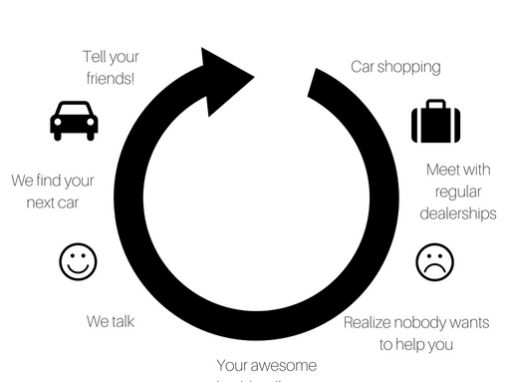 Car shopping
Meet with
regular
dealerships
Realize nobody wants
to help you
Your awesome
We talk
We find your
next car
Tell your
friends!